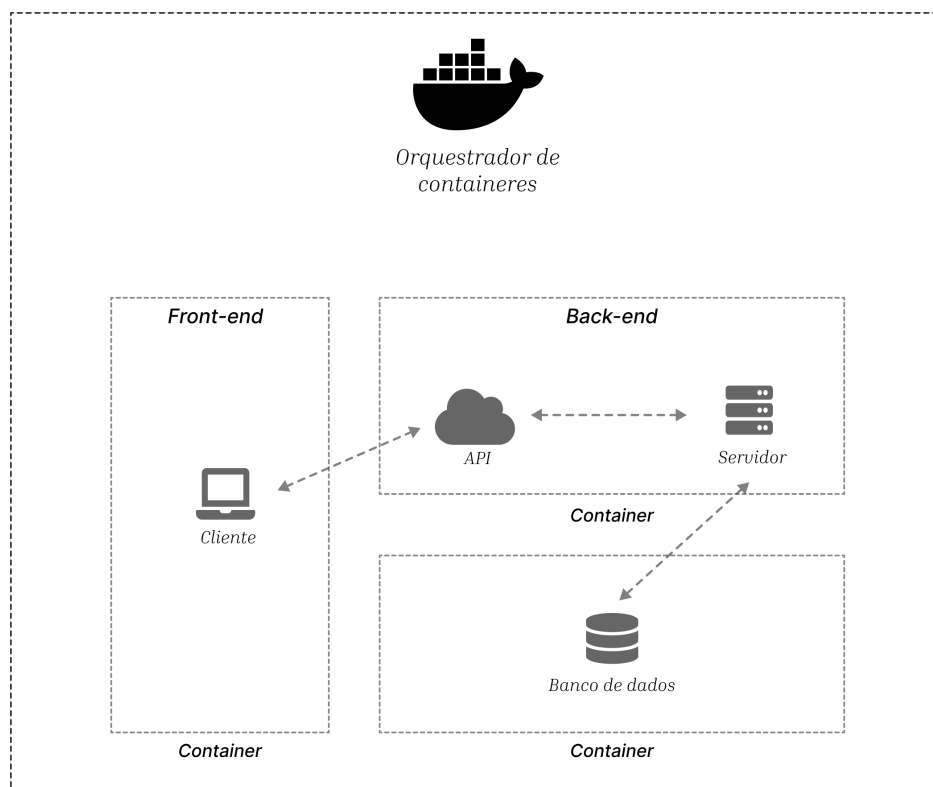 Orquestrador de
containeres
Front-end
Back-end
API
Servidor
Cliente
Container
Banco de dados
Container
Container